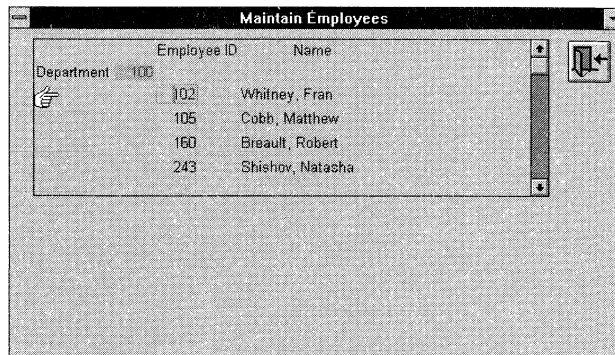 Maintain Employees
Employee ID Name
Department 100
102 Whitney, Fran
105 Cobb, Matthew
160 Breault, Robert
243 Shishov, Natasha